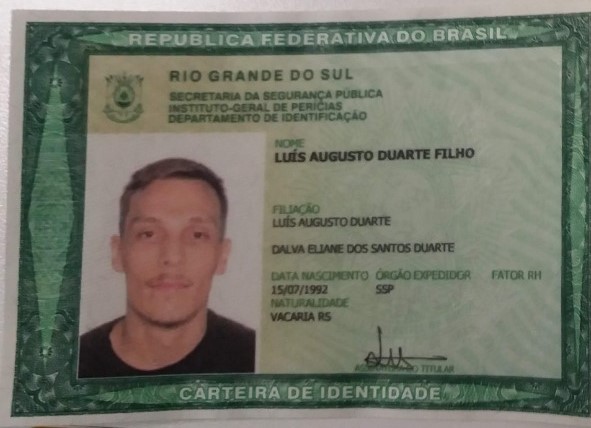 REPUBLICA FEDERATIVA DO BRASIL
RIO GRANDE DO SUL
SECRETARIA DA SEGURANÇA PÚBLICA
INSTITUTO-GERAL DE PERÍCIAS
DEPARTAMENTO DE IDENTIFICAÇÃO
NOME
LUÍS AUGUSTO DUARTE FILHO
FILIAÇÃO
LUÍS AUGUSTO DUARTE
DALVA ELIANE DOS SANTOS DUARTE
DATA NASCIMENTO ÓRGÃO EXPEDIDOR FATOR RH
15/07/1992 SSP
NATURALIDADE
VACARIA RS
ASSINATURA DO TITULAR
CARTEIRA DE IDENTIDADE